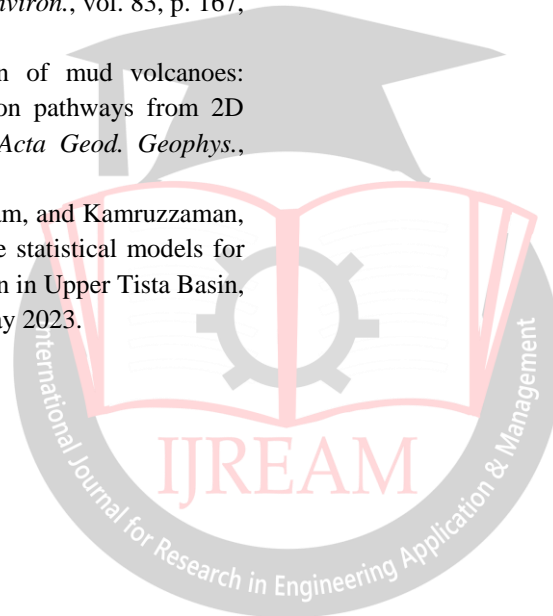 nviron., vol. 83, p. 167,
n of mud volcanoes:
on pathways from 2D
Acta Geod. Geophys.,
am, and Kamruzzaman,
e statistical models for
n in Upper Tista Basin,
ay 2023.
International Journal for Research in Engineering Application & Management
IJREAM